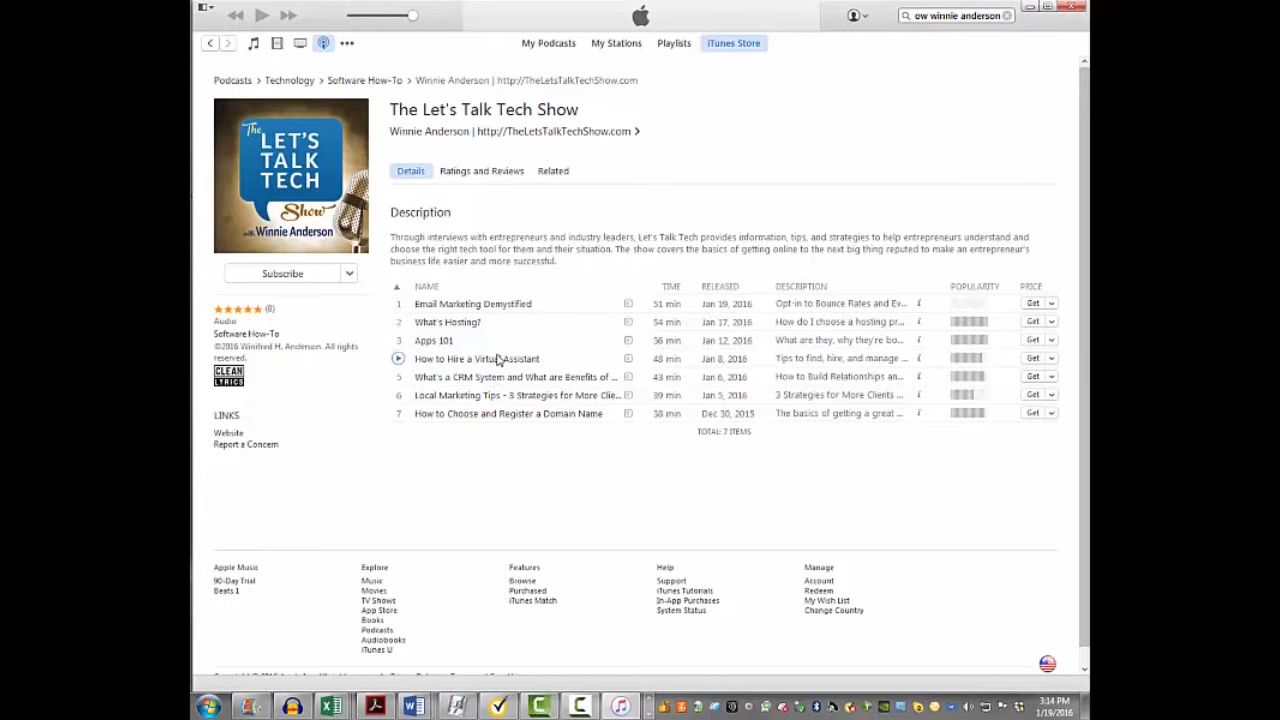 ow winnie anderson
My Podcasts My Stations Playlists iTunes Store
Podcasts > Technology > Software How-To > Winnie Anderson | http://TheLetsTalkTechShow.com
The
LET'S
TALK
TECH
Show
with Winnie Anderson
The Let's Talk Tech Show
Winnie Anderson | http://TheLetsTalkTechShow.com >
Details Ratings and Reviews Related
Description
Through interviews with entrepreneurs and industry leaders, Let's Talk Tech provides information, tips, and strategies to help entrepreneurs understand and
choose the right tech tool for them and their situation. The show covers the basics of getting online to the next big thing reputed to make an entrepreneur's
business life easier and more successful.
Subscribe
(8)
Audio
Software How-To
©2016 Winifred H. Anderson. All rights
reserved.
CLEAN
LYRICS
LINKS
Website
Report a Concern
NAME TIME RELEASED DESCRIPTION POPULARITY PRICE
1 Email Marketing Demystified 51 min Jan 19, 2016 Opt-in to Bounce Rates and Ev... Get
2 What's Hosting? 54 min Jan 17, 2016 How do I choose a hosting pr... Get
3 Apps 101 36 min Jan 12, 2016 What are they, why they're bo... Get
How to Hire a Virtual Assistant 48 min Jan 8, 2016 Tips to find, hire, and manage ... Get
5 What's a CRM System and What are Benefits of ... 43 min Jan 6, 2016 How to Build Relationships an... Get
6 Local Marketing Tips - 3 Strategies for More Clie... 39 min Jan 5, 2016 3 Strategies for More Clients ... Get
7 How to Choose and Register a Domain Name 38 min Dec 30, 2015 The basics of getting a great ... Get
TOTAL: 7 ITEMS
Apple Music
90-Day Trial
Beats 1
Explore
Music
Movies
TV Shows
App Store
Books
Podcasts
Audiobooks
iTunes U
Features
Browse
Purchased
iTunes Match
Help
Support
iTunes Tutorials
In-App Purchases
System Status
Manage
Account
Redeem
My Wish List
Change Country
3:14 PM
1/19/2016